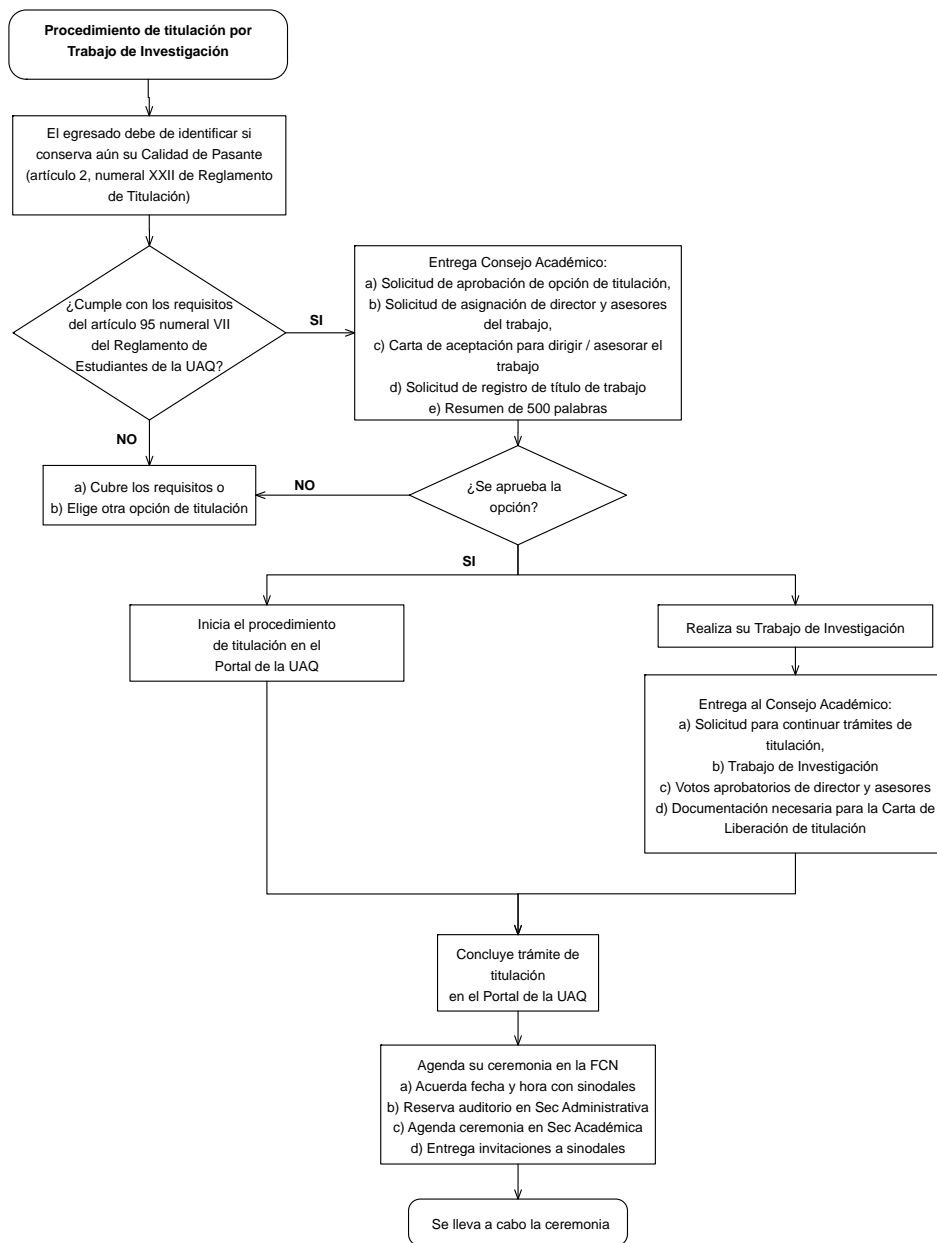 Procedimiento de titulación por
Trabajo de Investigación
El egresado debe de identificar si
conserva aún su Calidad de Pasante
(artículo 2, numeral XXII de Reglamento
de Titulación)
¿Cumple con los requisitos
del artículo 95 numeral VII
del Reglamento de
Estudiantes de la UAQ?
SI
Entrega Consejo Académico:
a) Solicitud de aprobación de opción de titulación,
b) Solicitud de asignación de director y asesores
del trabajo,
c) Carta de aceptación para dirigir / asesorar el
trabajo
d) Solicitud de registro de título de trabajo
e) Resumen de 500 palabras
NO
a) Cubre los requisitos o
b) Elige otra opción de titulación
NO
¿Se aprueba la
opción?
SI
Inicia el procedimiento
de titulación en el
Portal de la UAQ
Realiza su Trabajo de Investigación
Entrega al Consejo Académico:
a) Solicitud para continuar trámites de
titulación,
b) Trabajo de Investigación
c) Votos aprobatorios de director y asesores
d) Documentación necesaria para la Carta de
Liberación de titulación
Concluye trámite de
titulación
en el Portal de la UAQ
Agenda su ceremonia en la FCN
a) Acuerda fecha y hora con sinodales
b) Reserva auditorio en Sec Administrativa
c) Agenda ceremonia en Sec Académica
d) Entrega invitaciones a sinodales
Se lleva a cabo la ceremonia